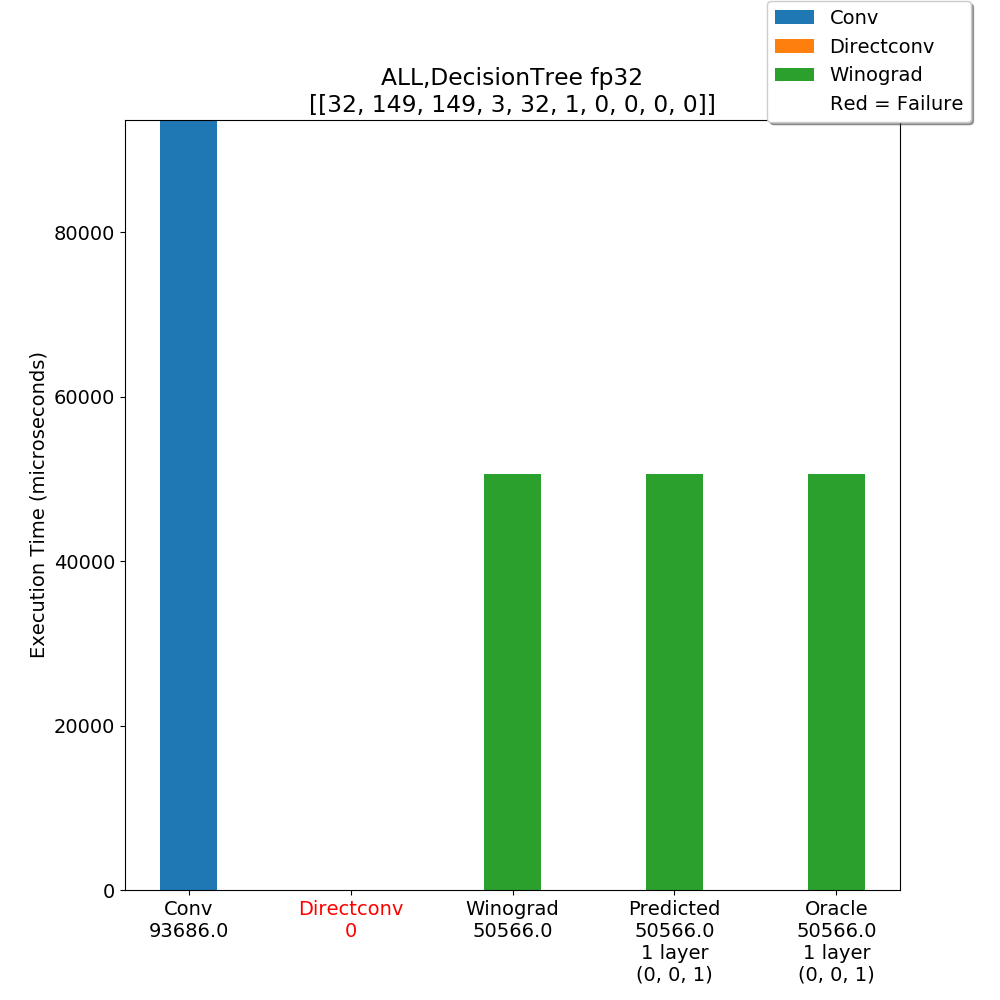 Conv
Directconv
Winograd
Red = Failure
ALL,DecisionTree fp32
[[32, 149, 149, 3, 32, 1, 0, 0, 0, 0]]
Execution Time (microseconds)
80000
60000
40000
20000
0
Conv
93686.0
Directconv
0
Winograd
50566.0
Predicted
50566.0
1 layer
(0, 0, 1)
Oracle
50566.0
1 layer
(0, 0, 1)